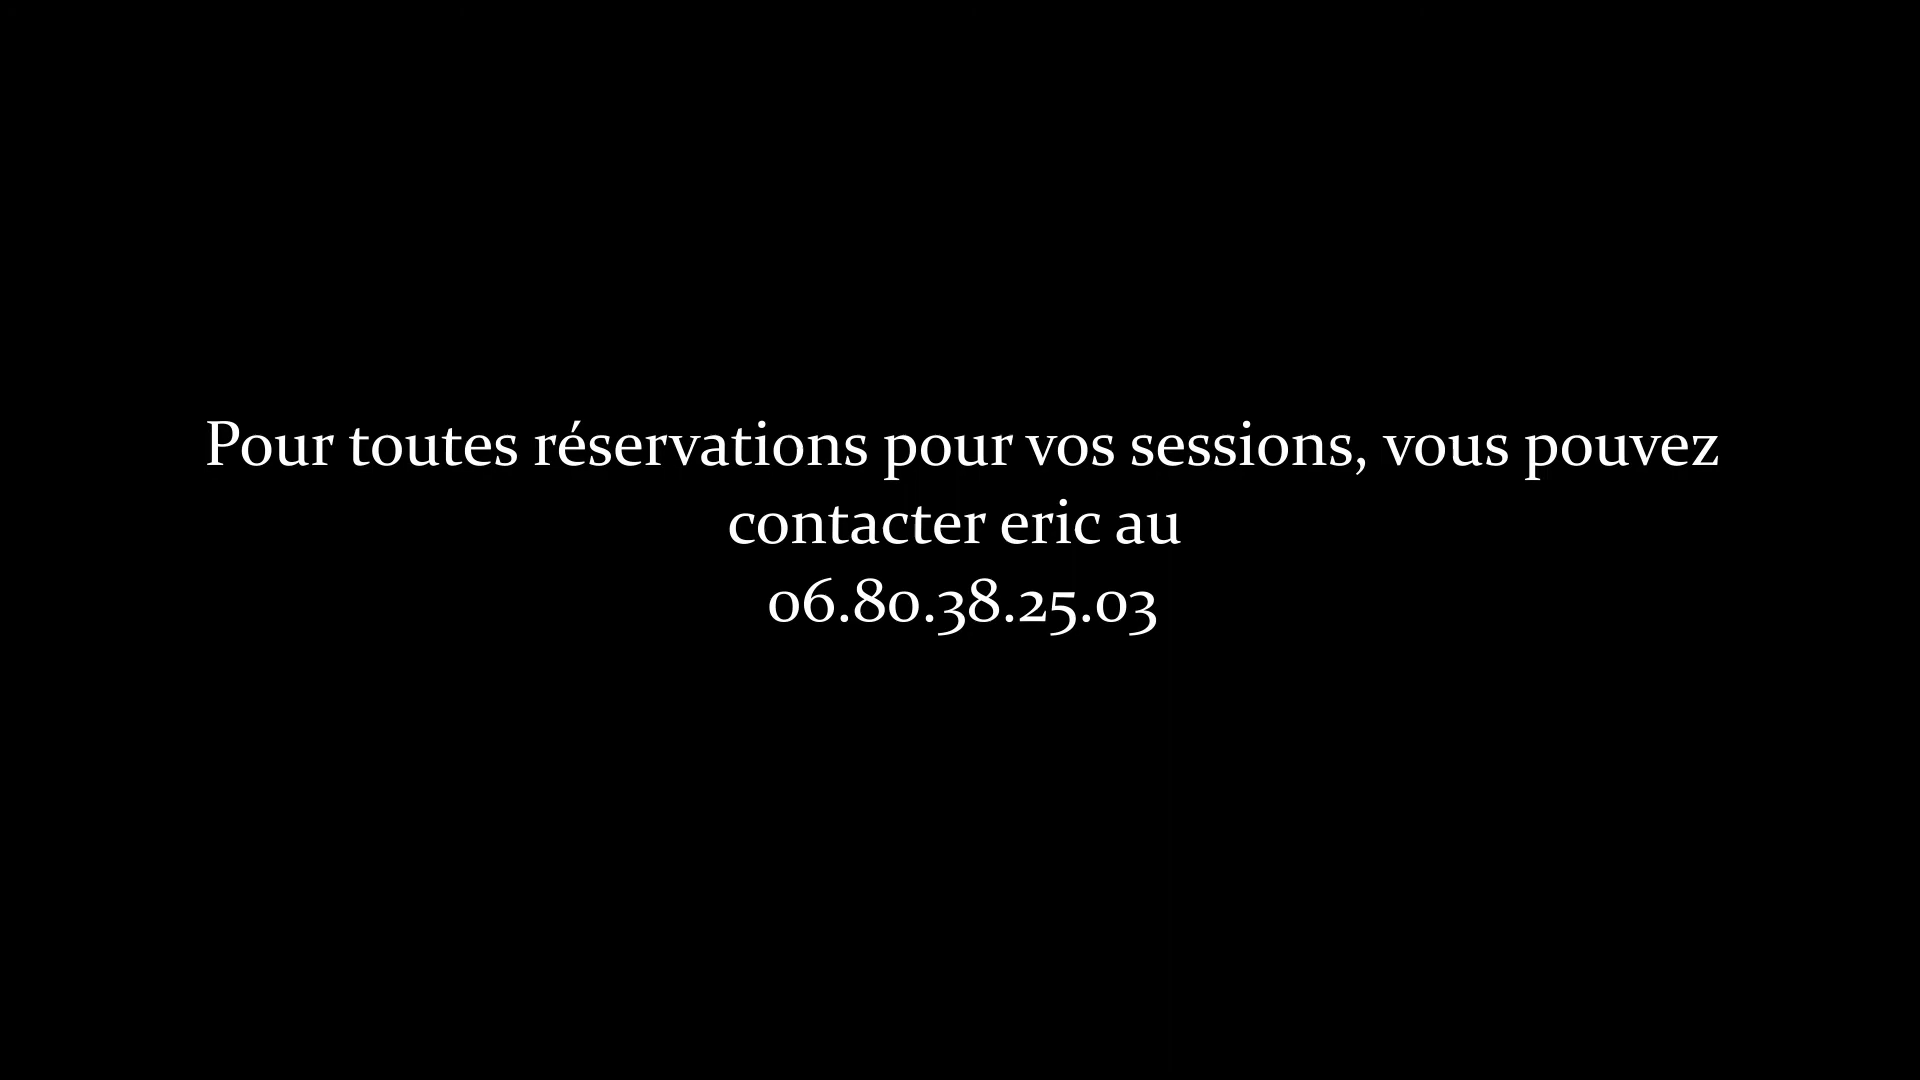 Pour toutes réservations pour vos sessions, vous pouvez
contacter eric au
06.80.38.25.03